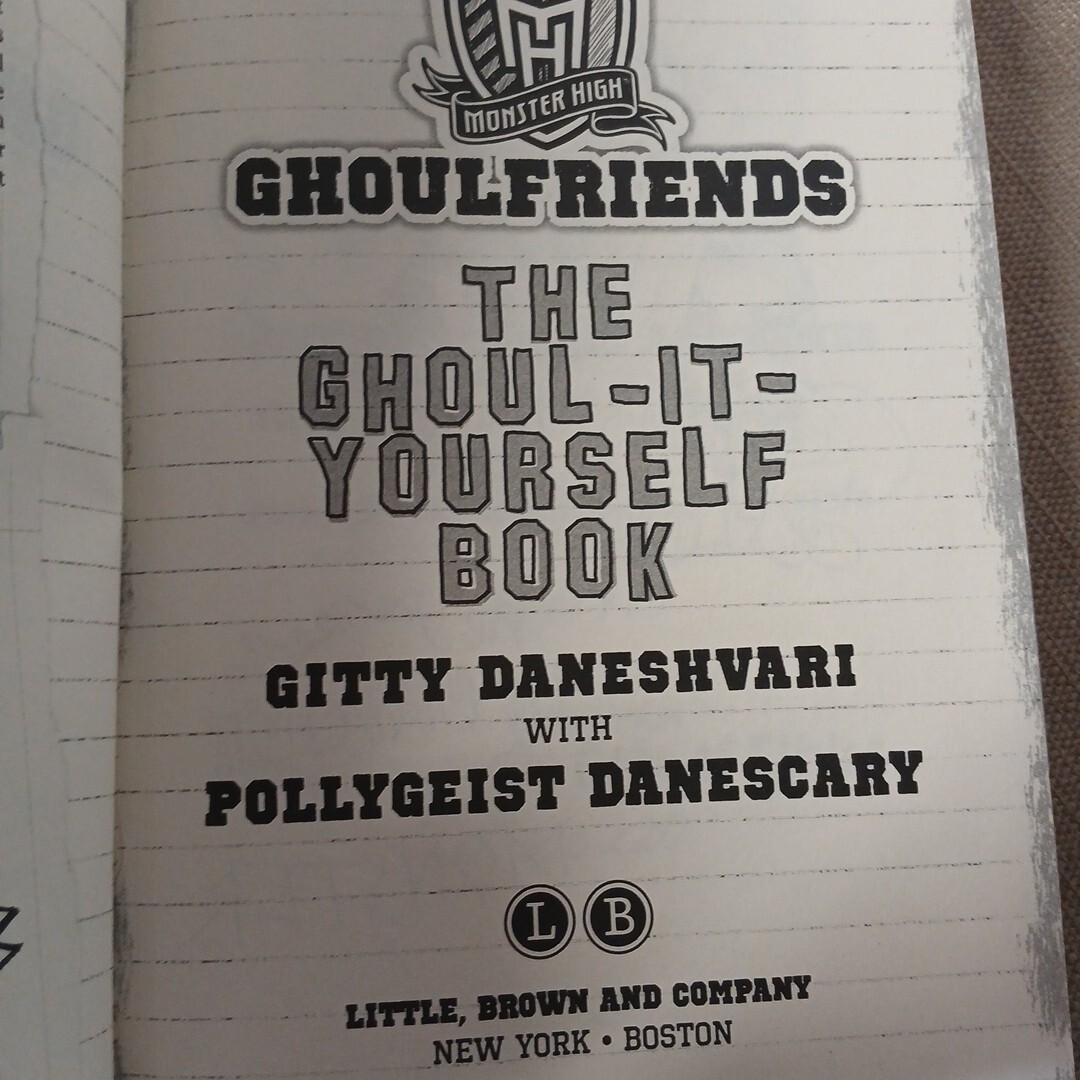 MH
MONSTER HIGH
GHOULFRIENDS
THE
GHOUL-IT-
YOURSELF
BOOK
GITTY DANESHVARI
WITH
POLLYGEIST DANESCARY
L B
LITTLE, BROWN AND COMPANY
NEW YORK • BOSTON